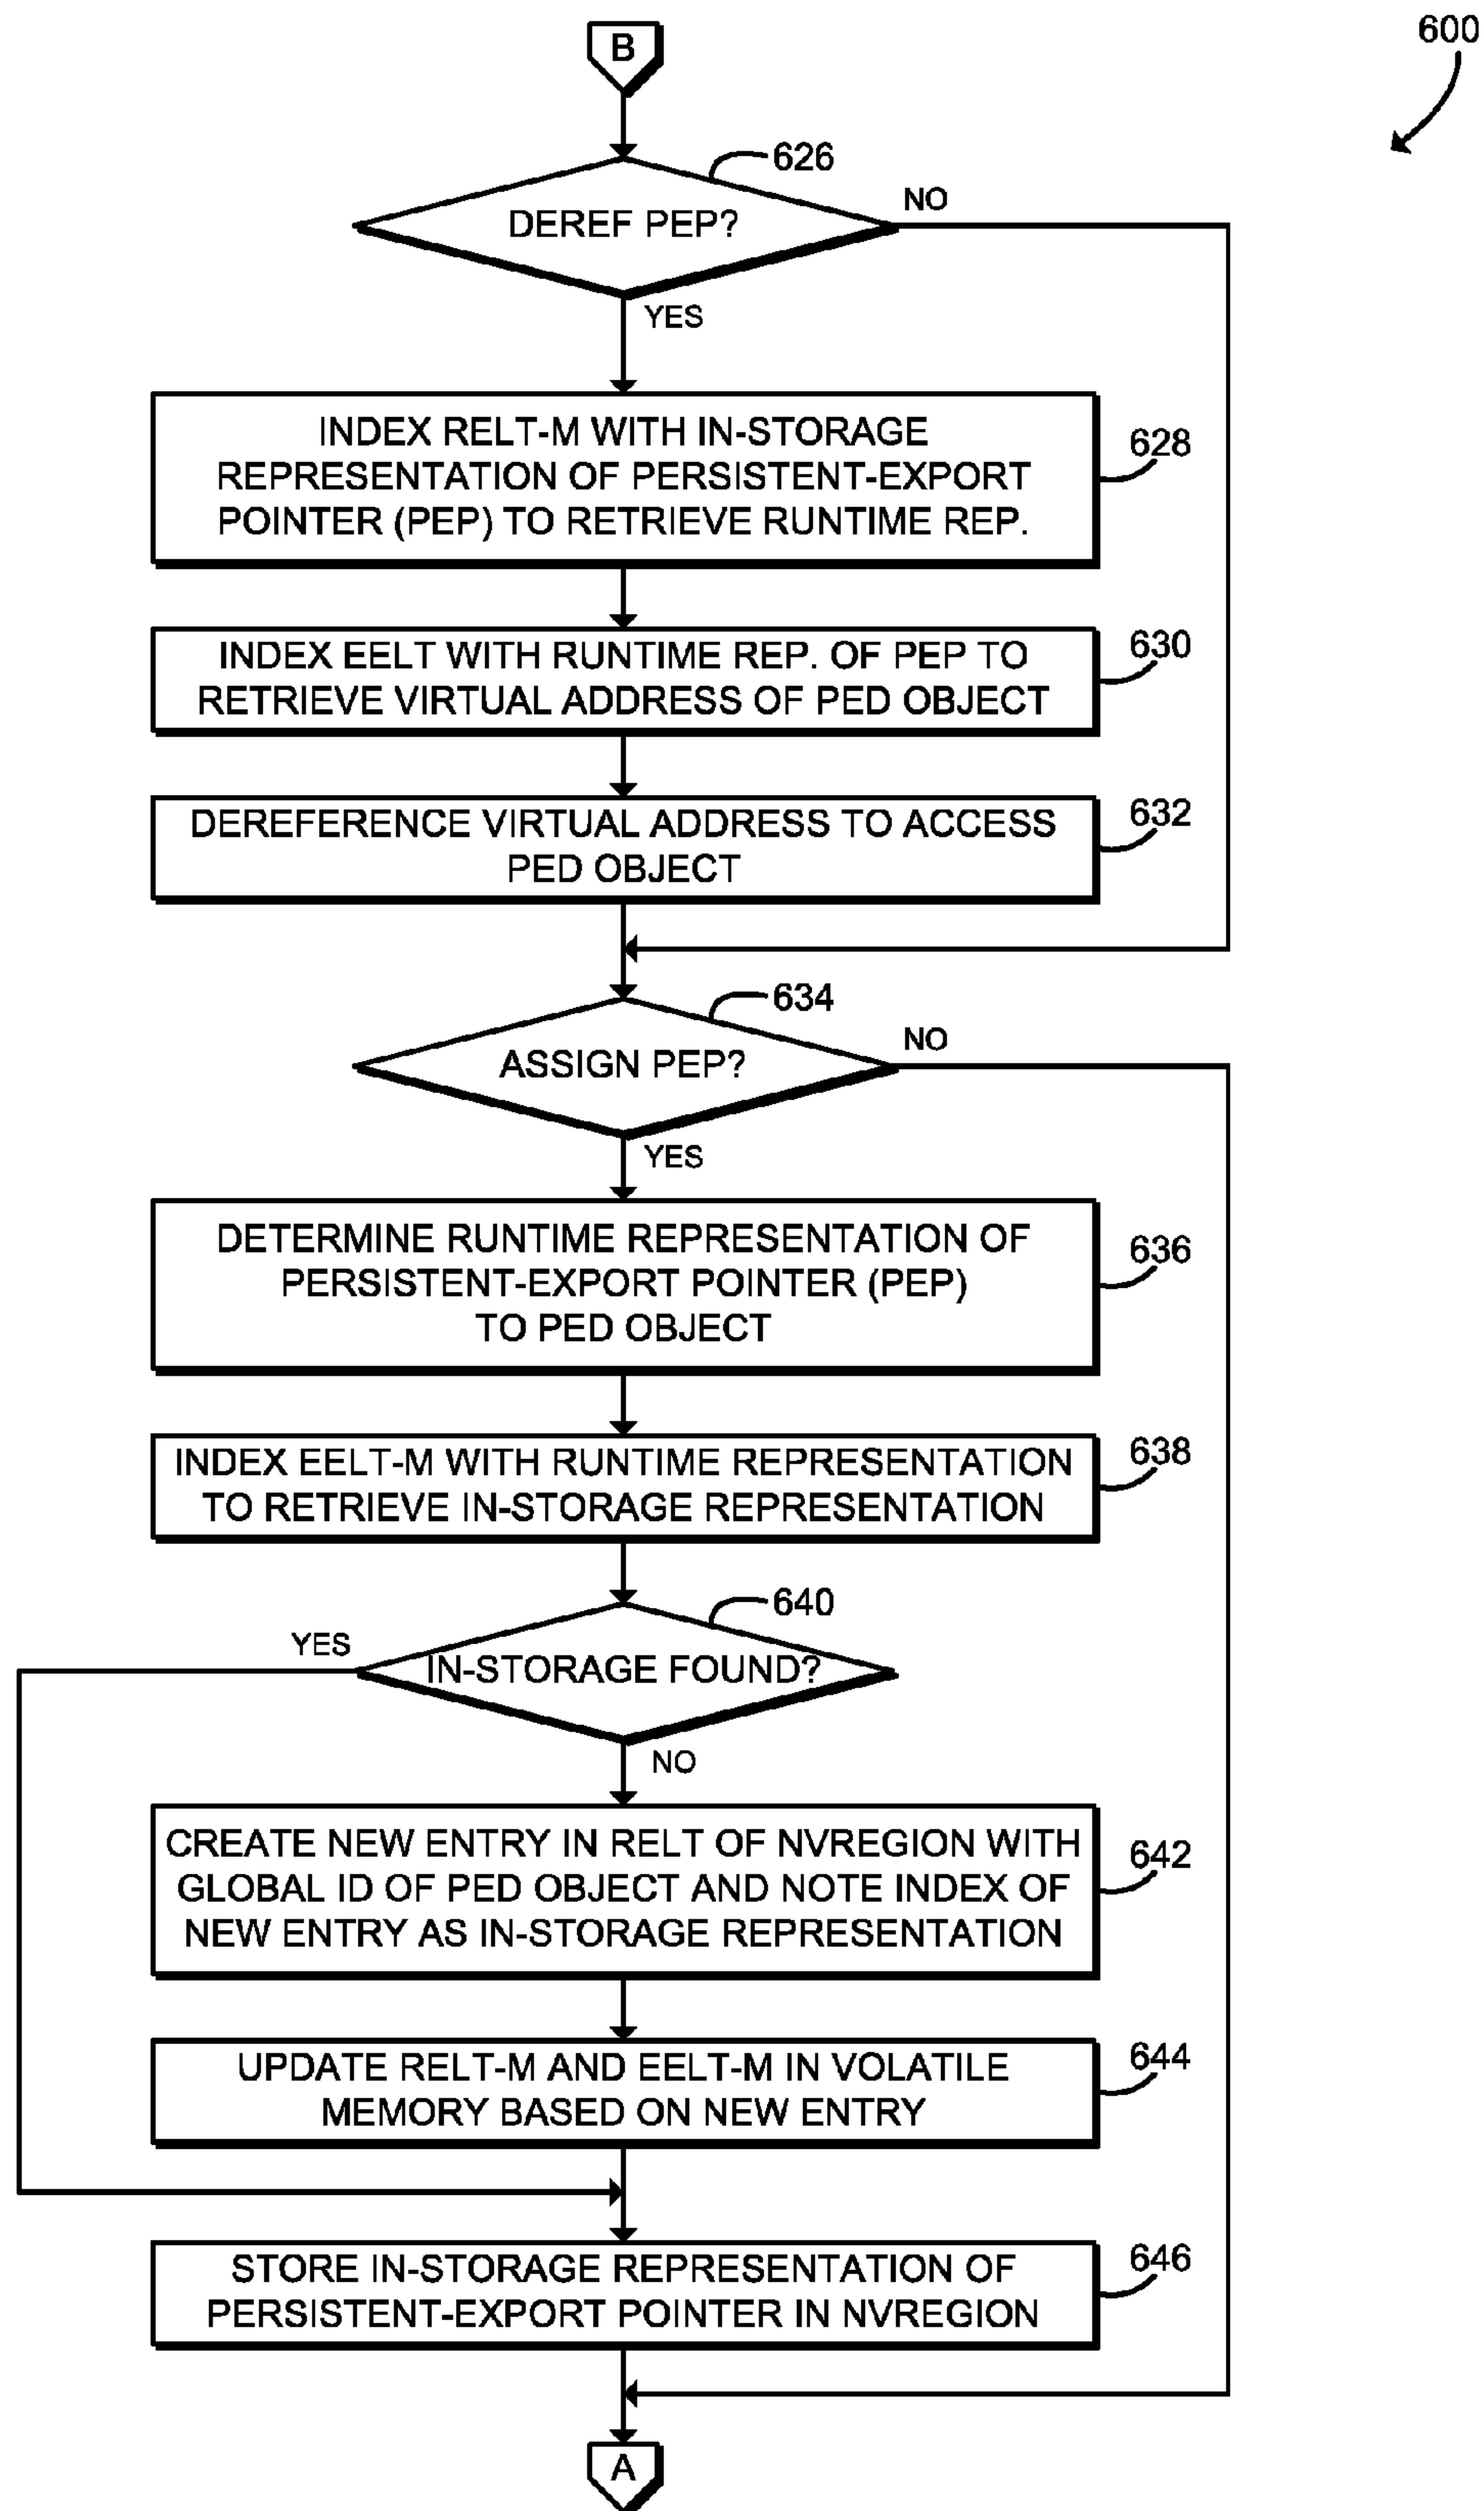 600
B
626
DEREF PEP?
NO
YES
INDEX RELT-M WITH IN-STORAGE
REPRESENTATION OF PERSISTENT-EXPORT
POINTER (PEP) TO RETRIEVE RUNTIME REP.
628
INDEX EELT WITH RUNTIME REP. OF PEP TO
RETRIEVE VIRTUAL ADDRESS OF PED OBJECT
630
DEREFERENCE VIRTUAL ADDRESS TO ACCESS
PED OBJECT
632
634
ASSIGN PEP?
NO
YES
DETERMINE RUNTIME REPRESENTATION OF
PERSISTENT-EXPORT POINTER (PEP)
TO PED OBJECT
636
INDEX EELT-M WITH RUNTIME REPRESENTATION
TO RETRIEVE IN-STORAGE REPRESENTATION
638
640
YES
IN-STORAGE FOUND?
NO
CREATE NEW ENTRY IN RELT OF NVREGION WITH
GLOBAL ID OF PED OBJECT AND NOTE INDEX OF
NEW ENTRY AS IN-STORAGE REPRESENTATION
642
UPDATE RELT-M AND EELT-M IN VOLATILE
MEMORY BASED ON NEW ENTRY
644
STORE IN-STORAGE REPRESENTATION OF
PERSISTENT-EXPORT POINTER IN NVREGION
646
A